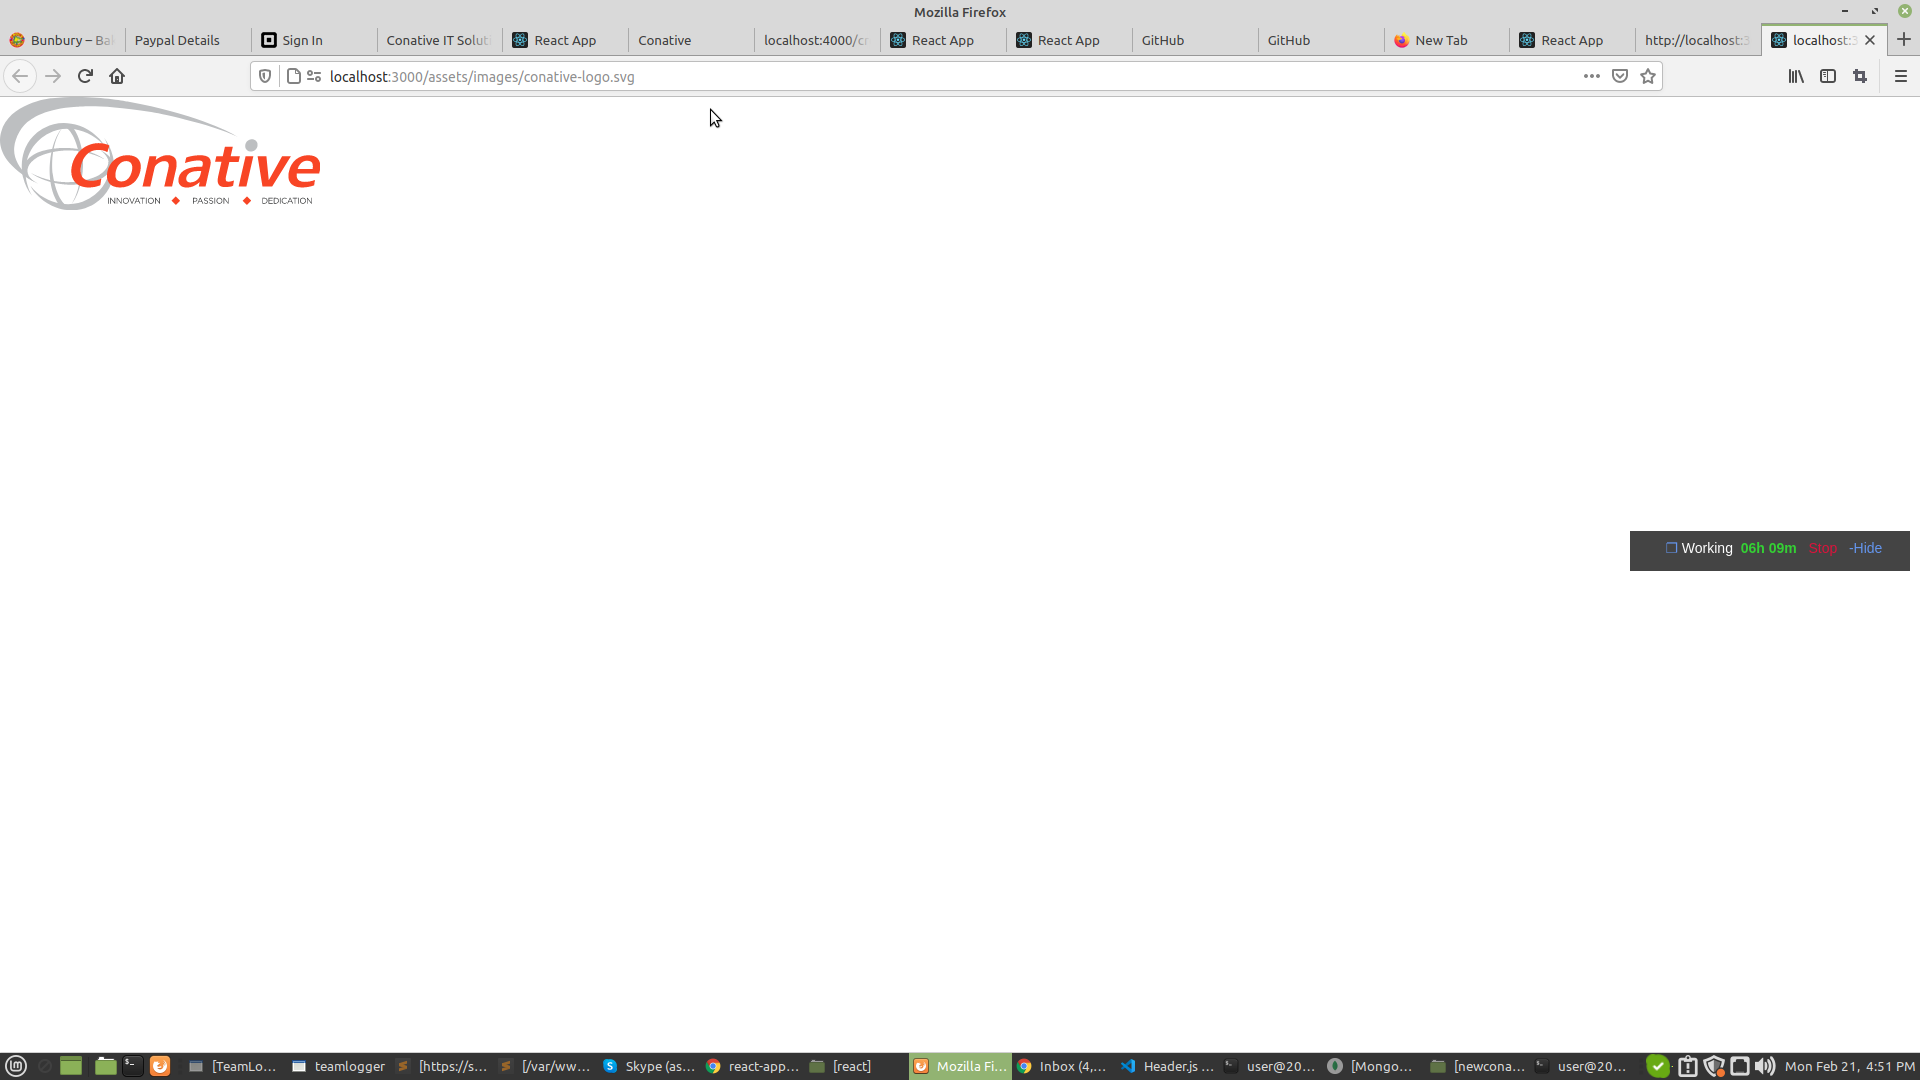 Mozilla Firefox
Bunbury – Ba
Paypal Details
Sign In
Conative IT Solut
React App
Conative
localhost:4000/c
React App
React App
GitHub
GitHub
New Tab
React App
http://localhost:3
localhost:3
localhost:3000/assets/images/conative-logo.svg
Conative
INNOVATION ◆ PASSION ◆ DEDICATION
Working 06h 09m Stop -Hide
[TeamLo...
teamlogger
[https://s...
[/var/ww...
Skype (as...
react-app...
[react]
Mozilla Fi...
Inbox (4,...
Header.js ...
user@20...
[Mongo...
[newcona...
user@20...
Mon Feb 21, 4:51 PM